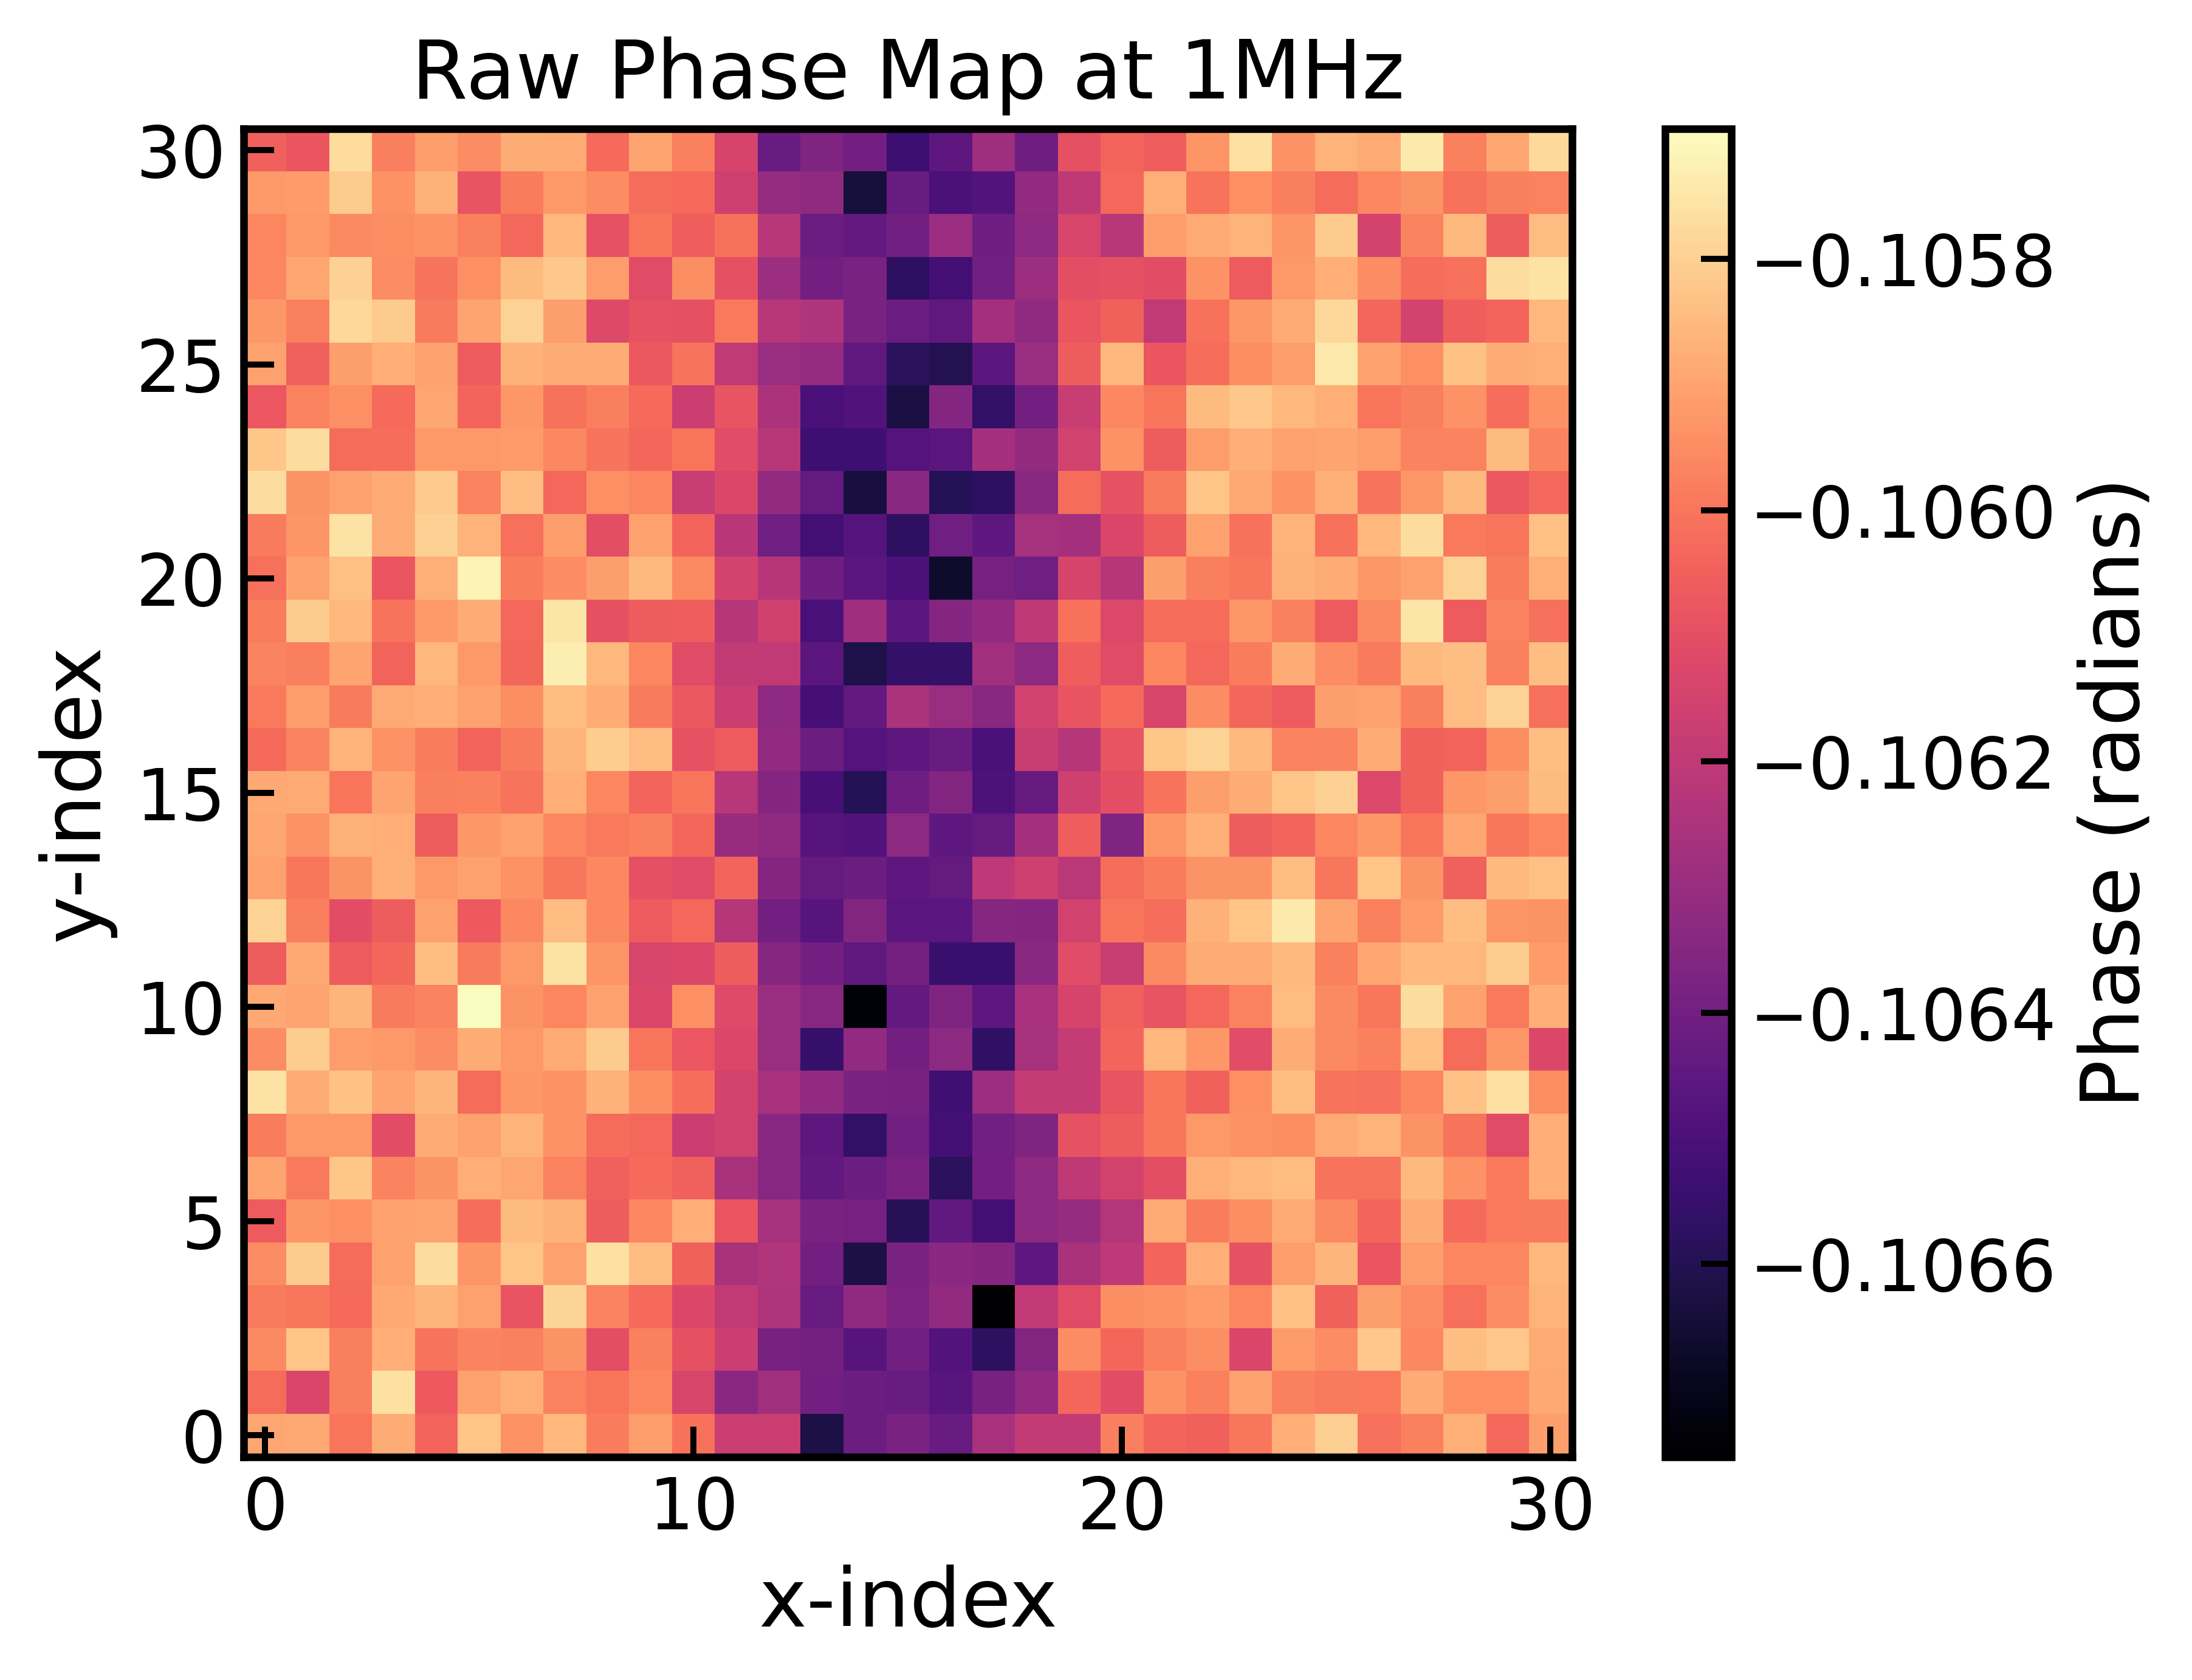 Raw Phase Map at 1MHz
30
25
20
15
10
5
0
y-index
0 10 20 30
x-index
−0.1058
−0.1060
−0.1062
−0.1064
−0.1066
Phase (radians)